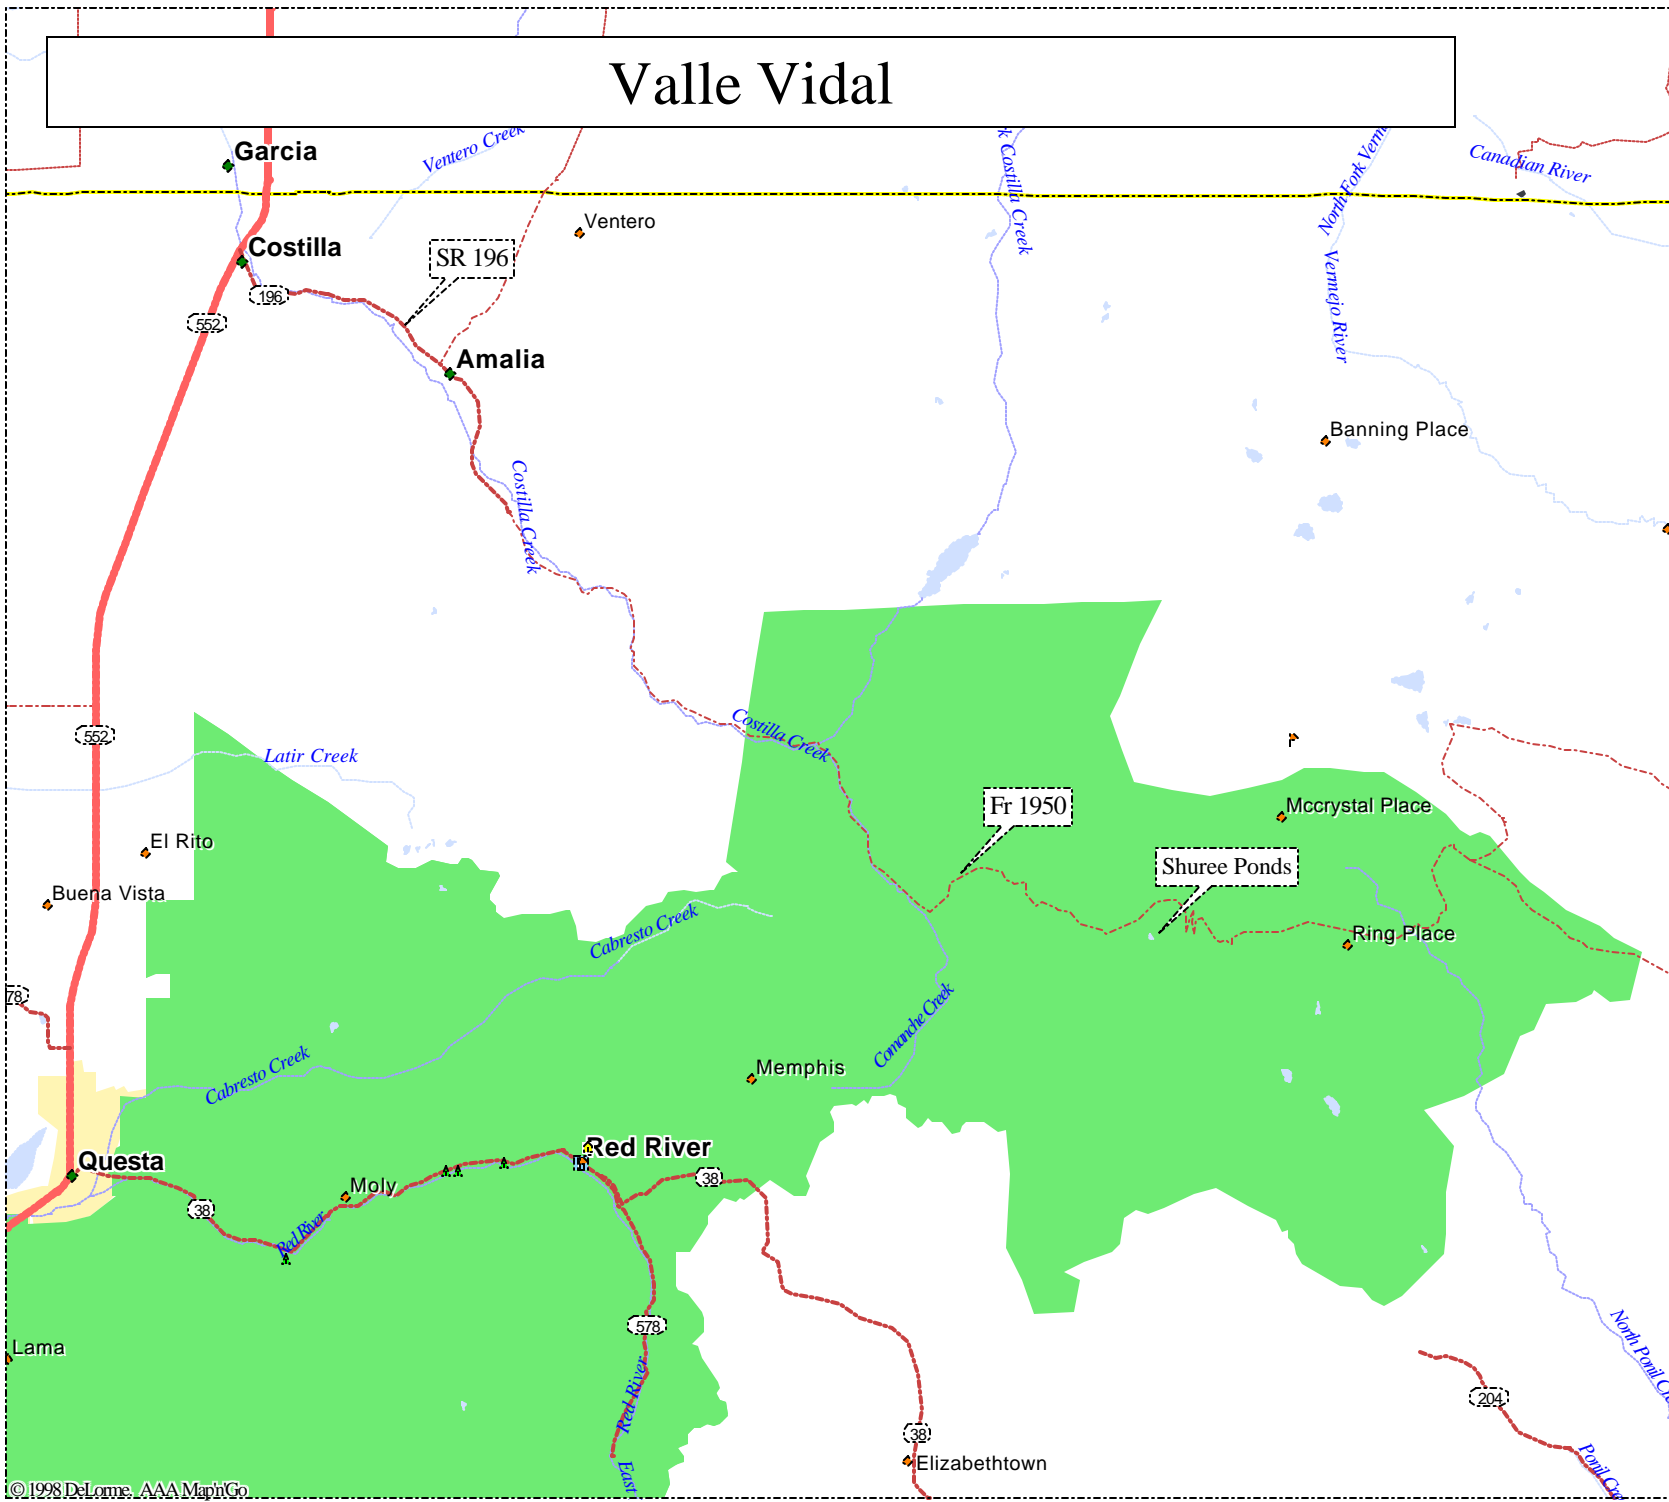 Valle Vidal
Garcia
Ventero Creek
k Costilla Creek
North Fork Verm
Canadian River
Ventero
Costilla
SR 196
196
552
Vermejo River
Amalia
Banning Place
Costilla Creek
552
Latir Creek
Costilla Creek
Fr 1950
Mccrystal Place
El Rito
Shuree Ponds
Buena Vista
Cabresto Creek
Ring Place
78
Comanche Creek
Cabresto Creek
Memphis
Red River
Questa
38
Moly
38
Red River
578
Lama
North Ponil Cre
Red River
204
38
Elizabethtown
East
Ponil Cre
© 1998 DeLorme. AAA Map'n'Go